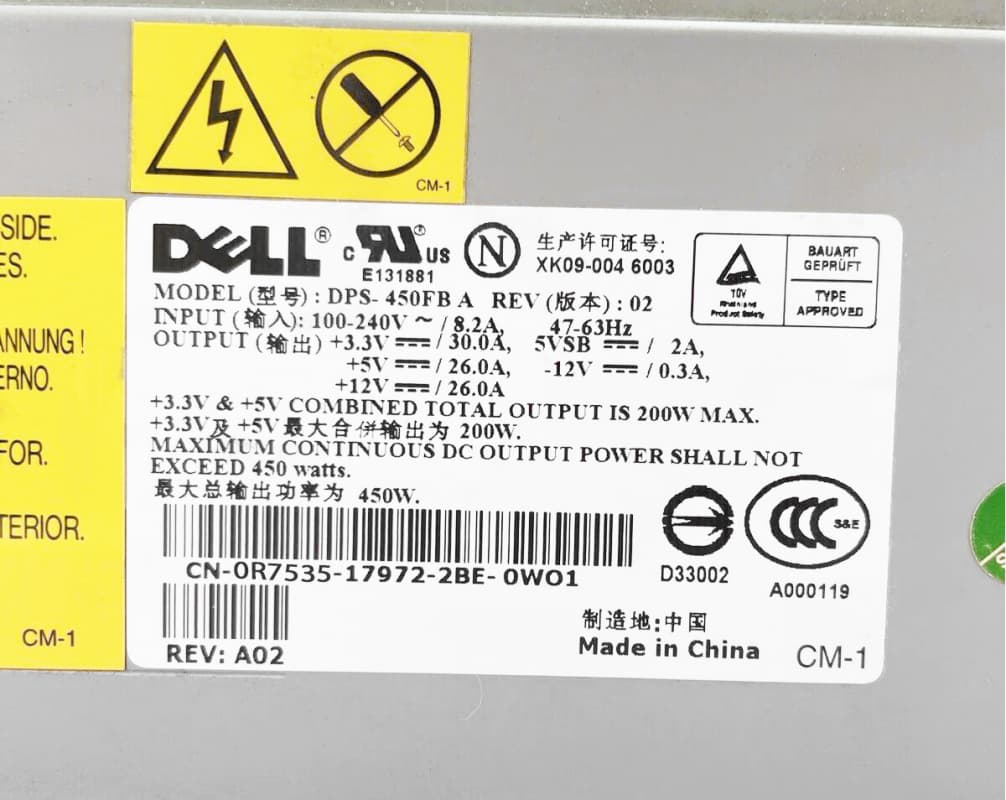 CM-1
SIDE.
ES.
ANNUNG!
ERNO.
FOR.
TERIOR.
CM-1
DELL®
c UL® US
E131881
N
生产许可证号:
XK09-004 6003
TÜV
Rheinland
Product Safety
BAUART
GEPRÜFT
TYPE
APPROVED
MODEL (型号) : DPS- 450FB A REV (版本) : 02
INPUT (输入): 100-240V ~ / 8.2A, 47-63Hz
OUTPUT (输出) +3.3V ⎓ / 30.0A, 5VSB ⎓ / 2A,
+5V ⎓ / 26.0A, -12V ⎓ / 0.3A,
+12V ⎓ / 26.0A
+3.3V & +5V COMBINED TOTAL OUTPUT IS 200W MAX.
+3.3V及 +5V最大合併输出为 200W.
MAXIMUM CONTINUOUS DC OUTPUT POWER SHALL NOT
EXCEED 450 watts.
最大总输出功率为 450W.
CN-0R7535-17972-2BE- 0W01
D33002
CCC S&E
A000119
REV: A02
制造地:中国
Made in China
CM-1